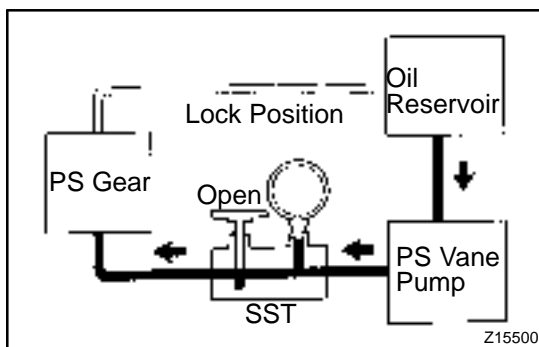 Oil
Reservoir
Lock Position
PS Gear
Open
PS Vane
Pump
SST
Z15500